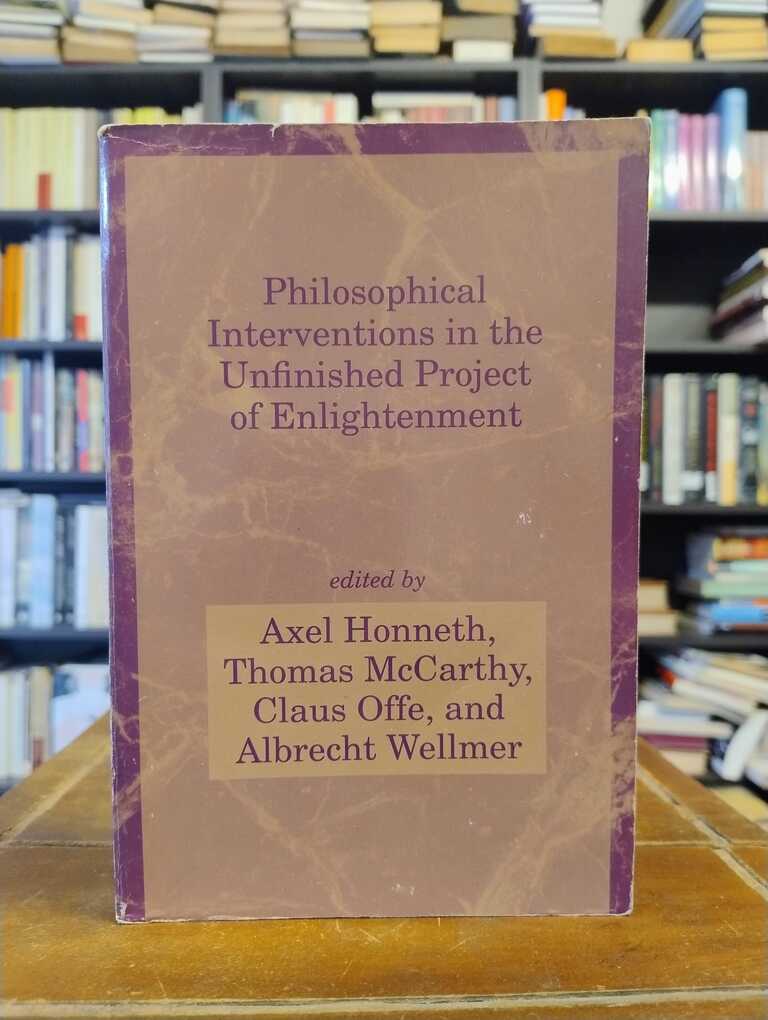 Philosophical
Interventions in the
Unfinished Project
of Enlightenment
edited by
Axel Honneth,
Thomas McCarthy,
Claus Offe, and
Albrecht Wellmer